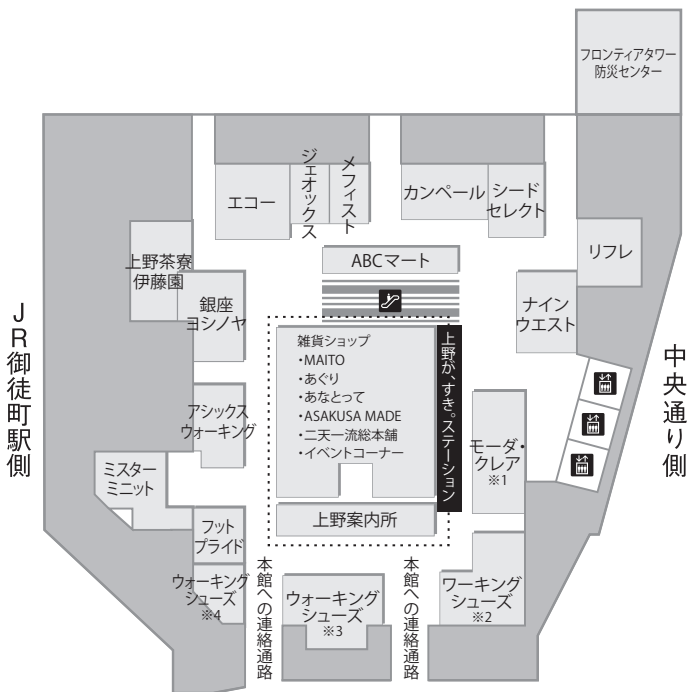 フロンティアタワー
防災センター
エコー
ジェオックス
メフィスト
カンペール
シード
セレクト
リフレ
上野茶寮
伊藤園
銀座
ヨシノヤ
ABCマート
ナイン
ウエスト
JR御徒町駅側
中央通り側
雑貨ショップ
・MAITO
・あぐり
・あなとって
・ASAKUSA MADE
・二天一流総本舗
・イベントコーナー
上野が、すき。ステーション
アシックス
ウォーキング
モーダ・
クレア
※1
ミスター
ミニット
上野案内所
フット
プライド
ウォーキング
シューズ
※4
本館への連絡通路
ウォーキング
シューズ
※3
本館への連絡通路
ワーキング
シューズ
※2